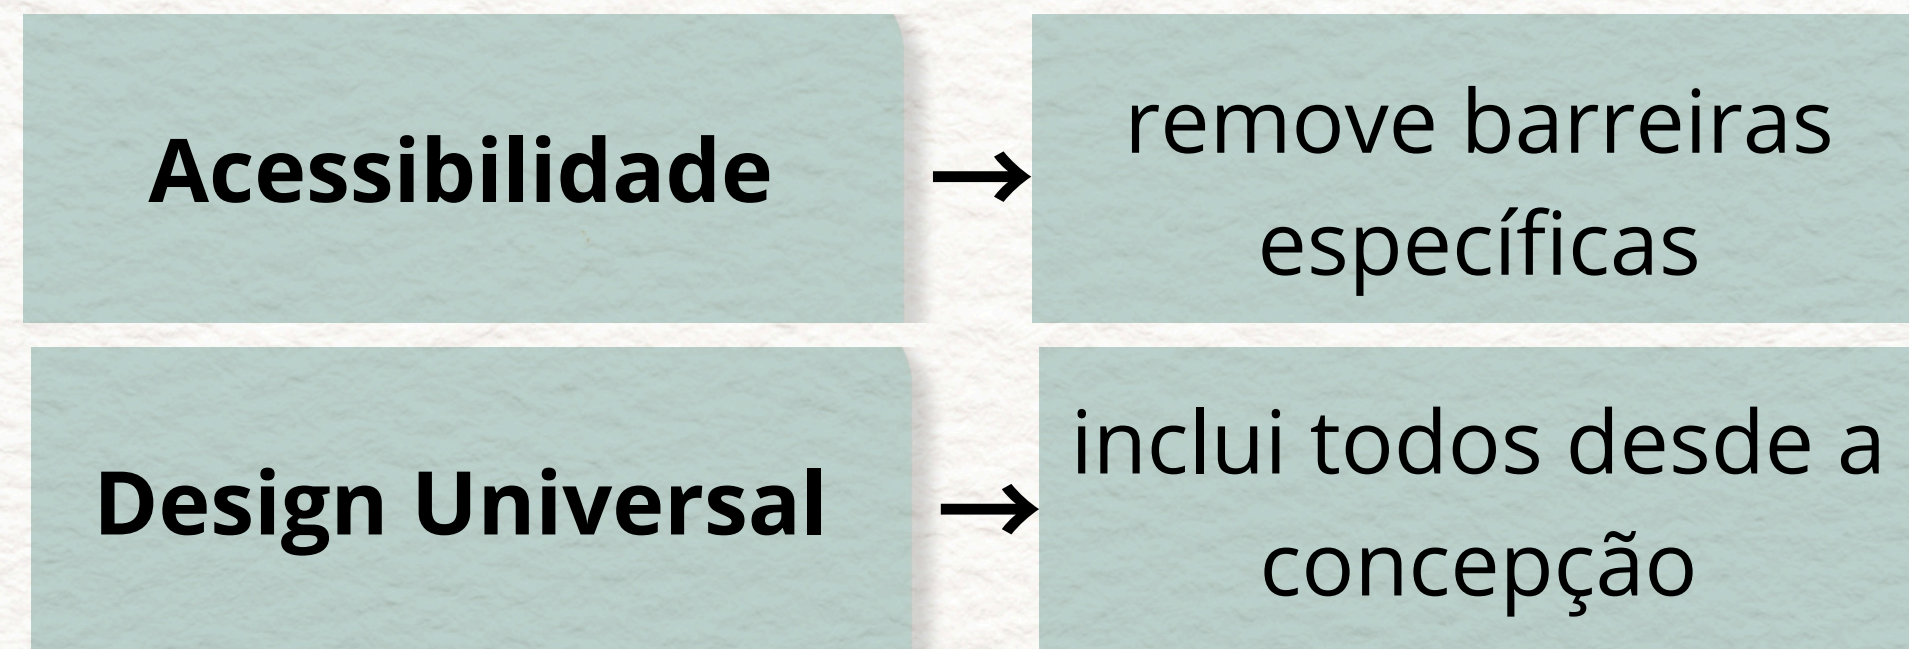 Acessibilidade → remove barreiras
específicas
Design Universal → inclui todos desde a
concepção